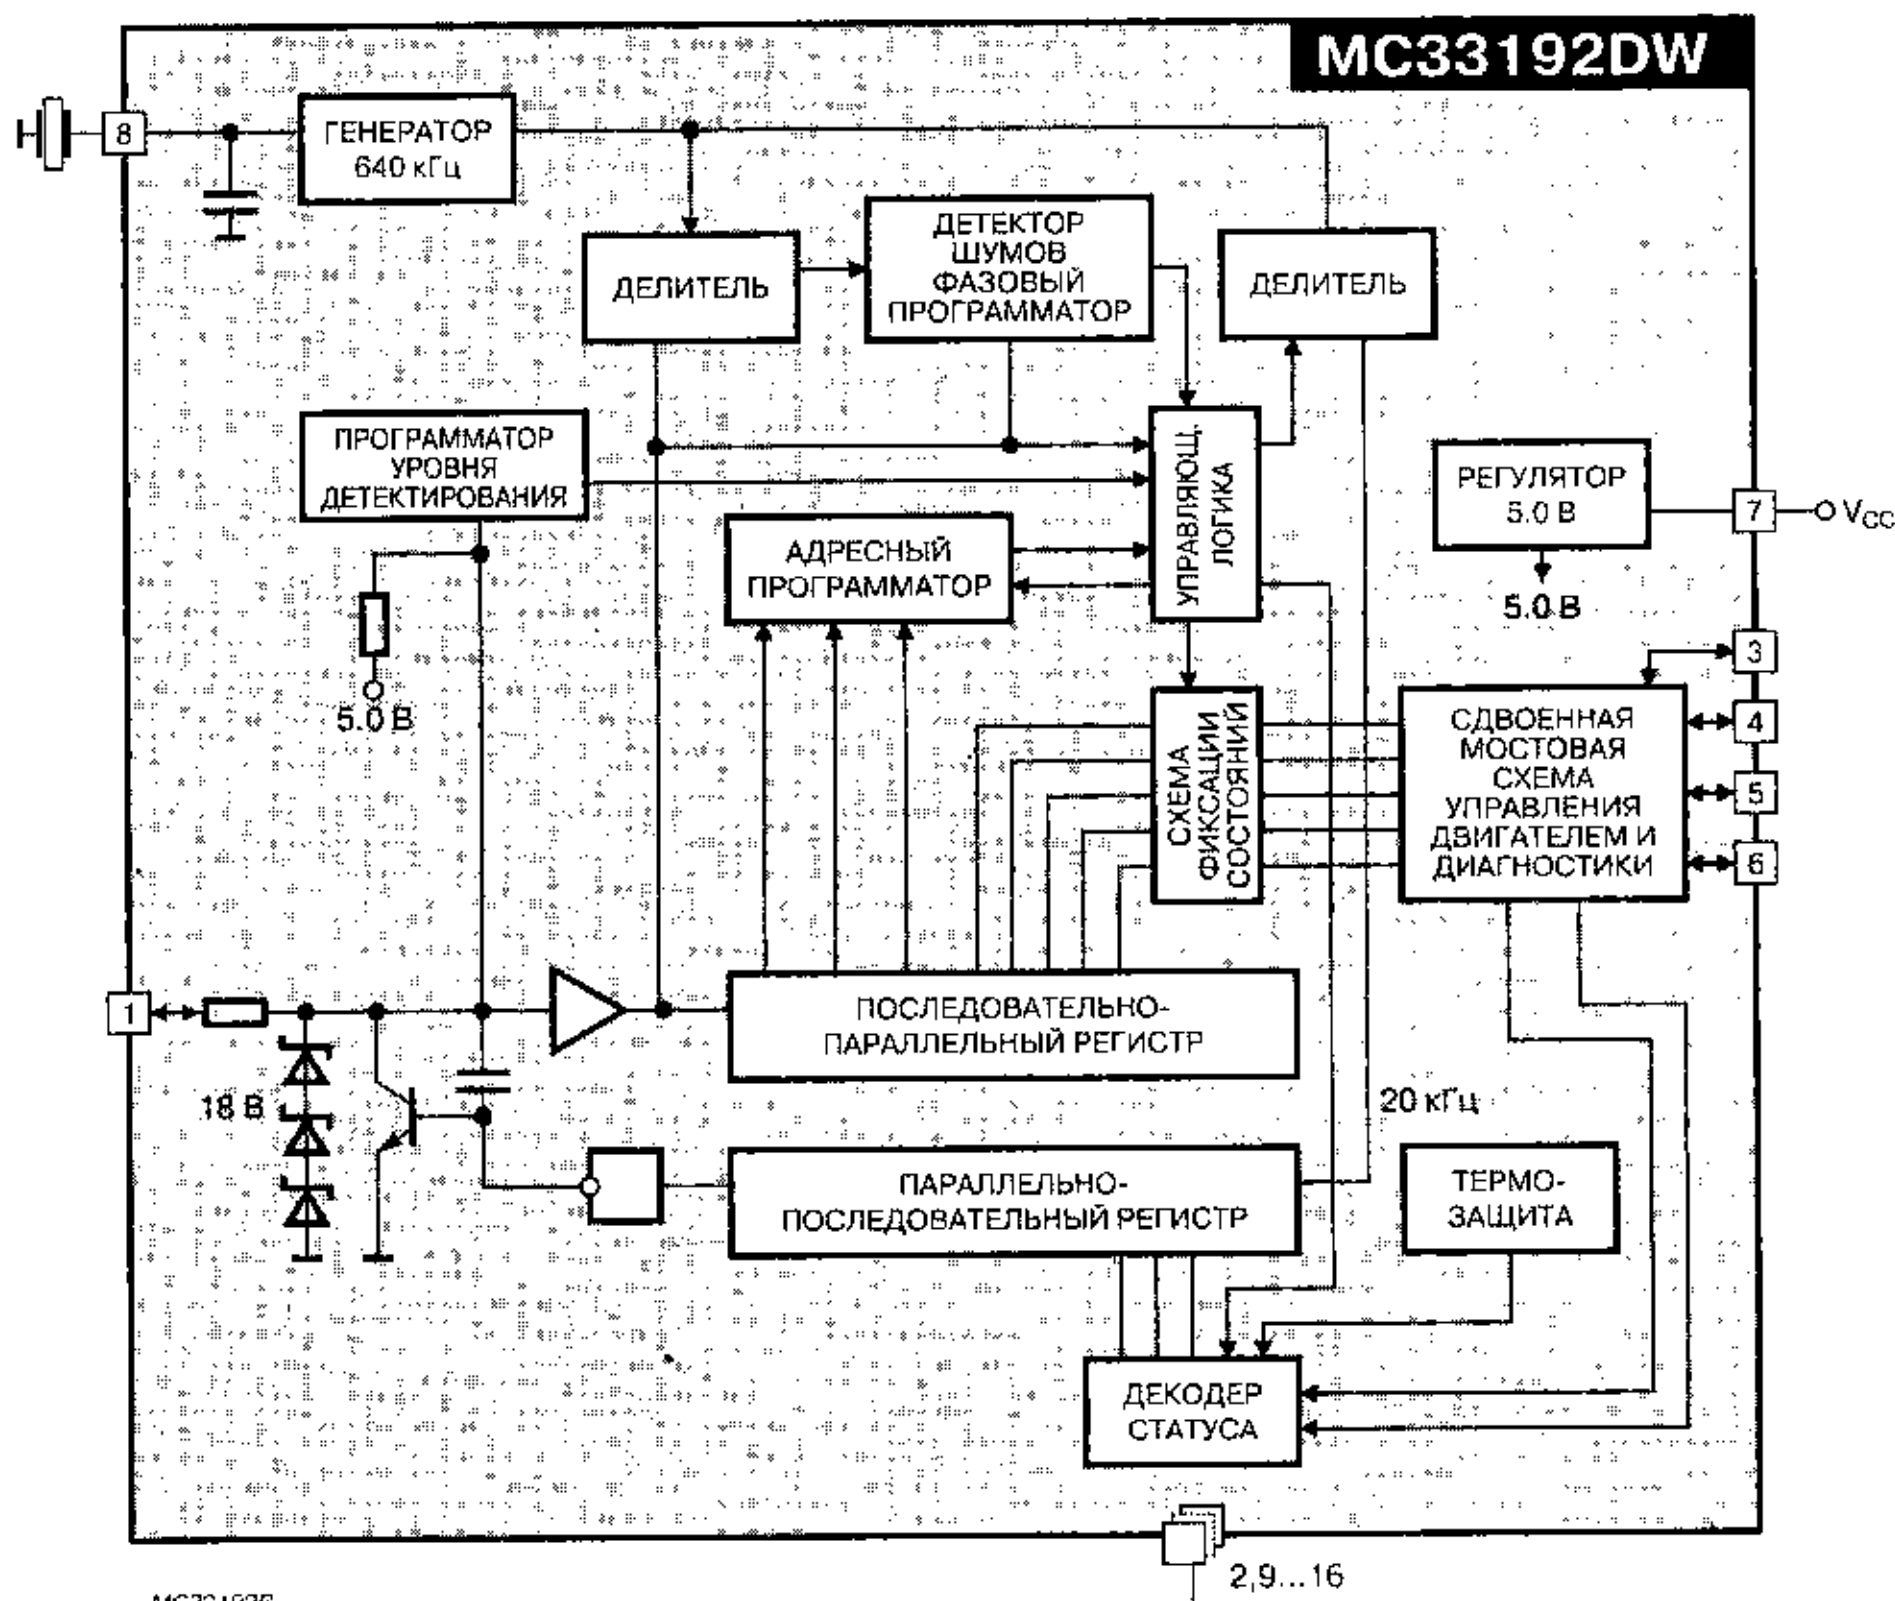 MC33192DW
8
ГЕНЕРАТОР
640 кГц
ДЕЛИТЕЛЬ
ДЕТЕКТОР
ШУМОВ
ФАЗОВЫЙ
ПРОГРАММАТОР
ДЕЛИТЕЛЬ
ПРОГРАММАТОР
УРОВНЯ
ДЕТЕКТИРОВАНИЯ
УПРАВЛЯЮЩ.
ЛОГИКА
РЕГУЛЯТОР
5.0 В
7
VCC
5.0 В
АДРЕСНЫЙ
ПРОГРАММАТОР
5.0 В
3
4
5
6
СХЕМА
ФИКСАЦИИ
СОСТОЯНИЙ
СДВОЕННАЯ
МОСТОВАЯ
СХЕМА
УПРАВЛЕНИЯ
ДВИГАТЕЛЕМ И
ДИАГНОСТИКИ
1
ПОСЛЕДОВАТЕЛЬНО-
ПАРАЛЛЕЛЬНЫЙ РЕГИСТР
18 В
20 кГц
ПАРАЛЛЕЛЬНО-
ПОСЛЕДОВАТЕЛЬНЫЙ РЕГИСТР
ТЕРМО-
ЗАЩИТА
ДЕКОДЕР
СТАТУСА
2,9...16